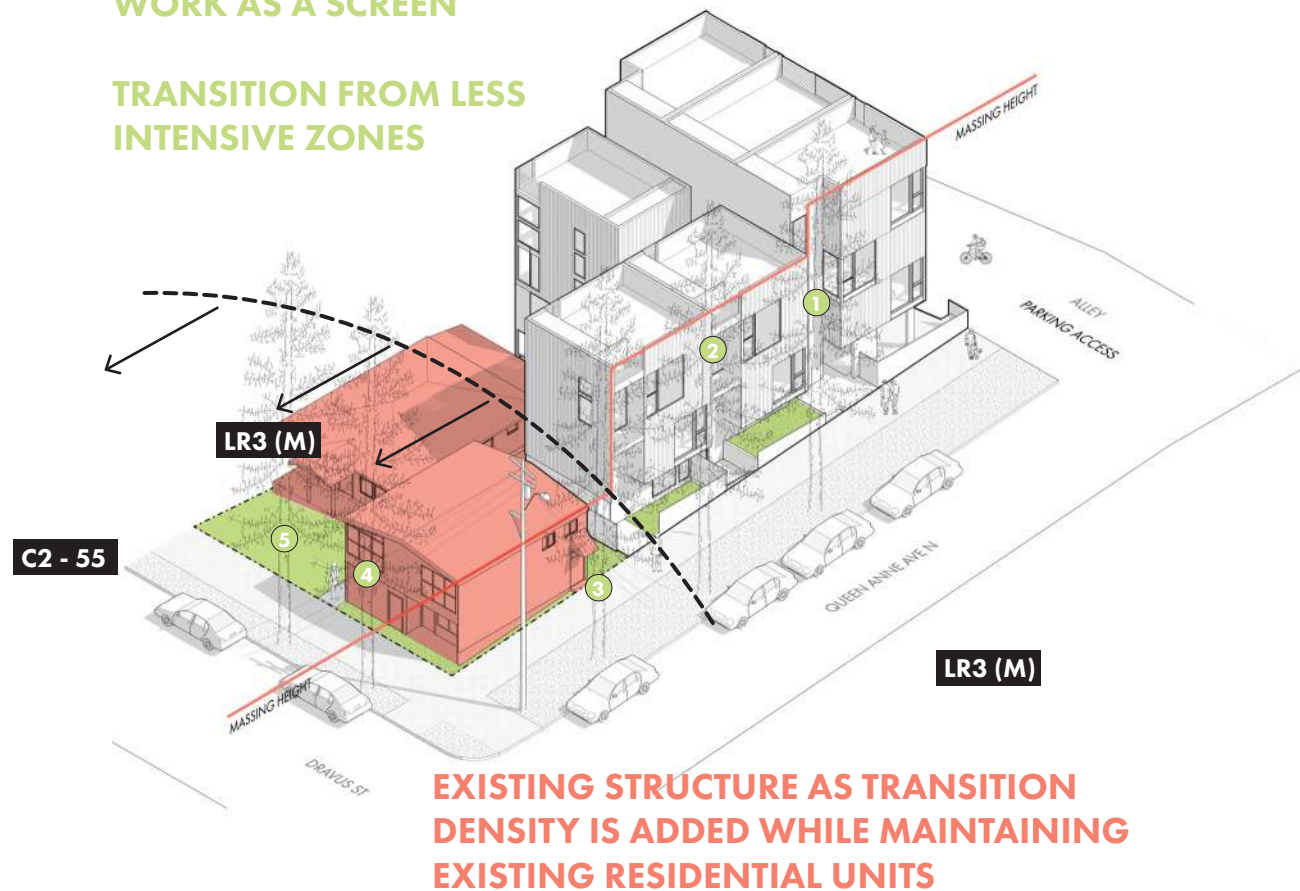 WORK AS A SCREEN
TRANSITION FROM LESS
INTENSIVE ZONES
MASSING HEIGHT
ALLEY
PARKING ACCESS
1
2
LR3 (M)
C2 - 55
5
4
3
QUEEN ANNE AVE N
LR3 (M)
MASSING HEIGHT
DRAVUS ST
EXISTING STRUCTURE AS TRANSITION
DENSITY IS ADDED WHILE MAINTAINING
EXISTING RESIDENTIAL UNITS